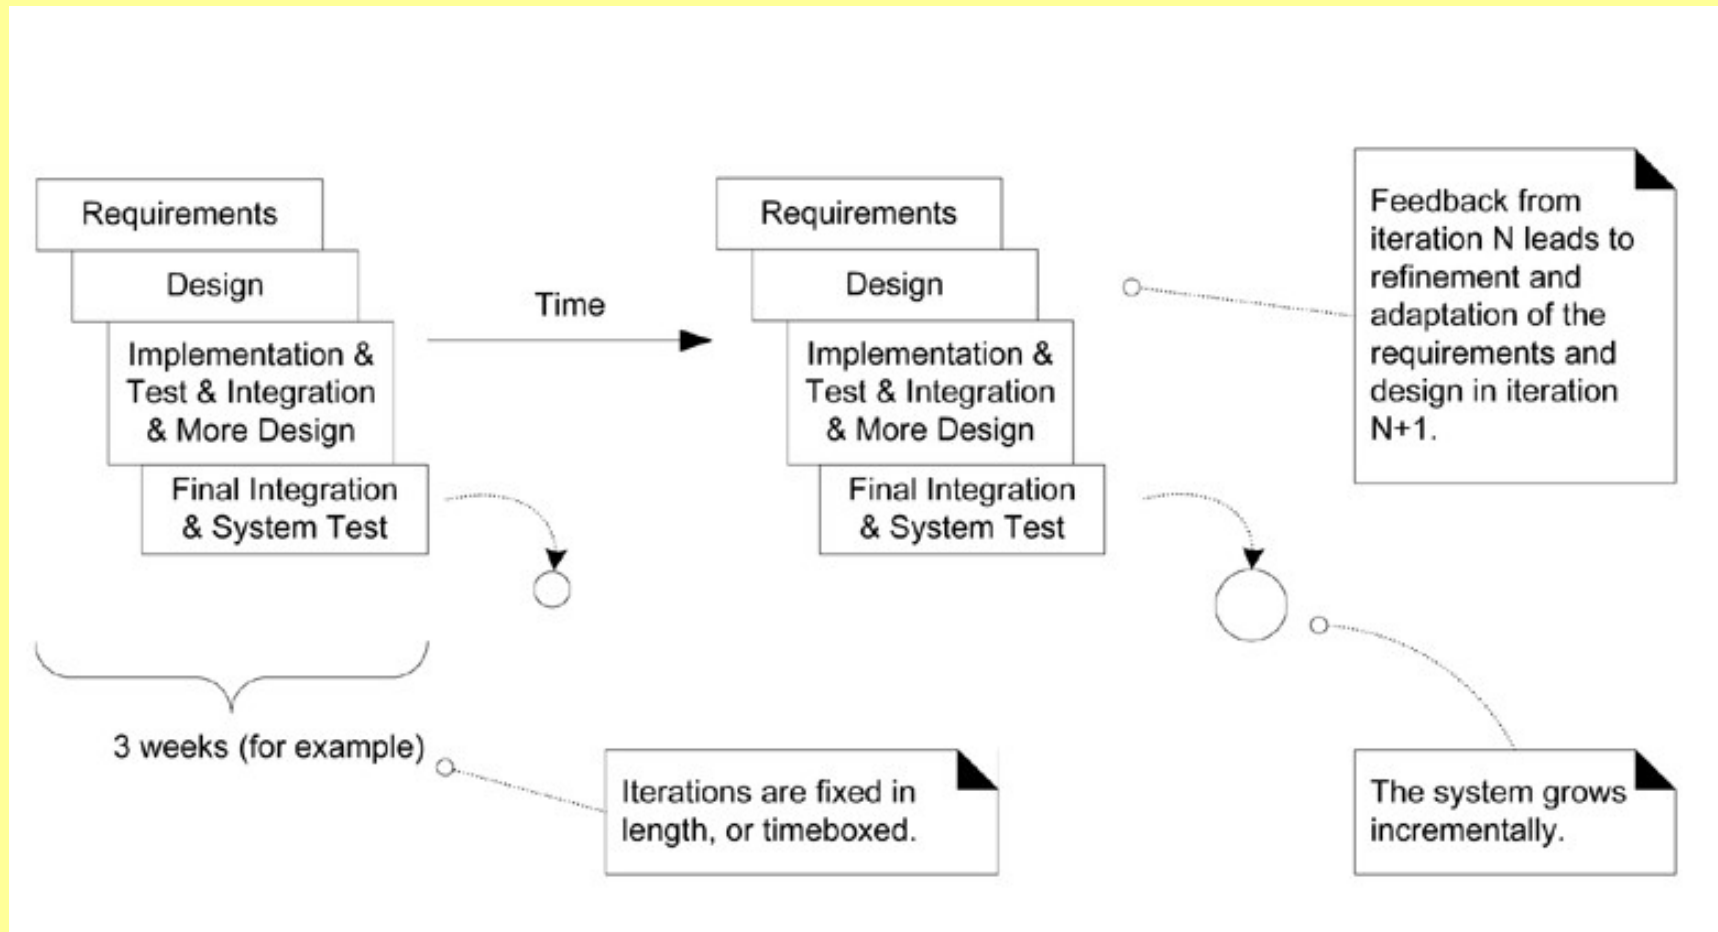 Requirements
Design
Implementation &
Test & Integration
& More Design
Final Integration
& System Test
Time
Requirements
Design
Implementation &
Test & Integration
& More Design
Final Integration
& System Test
Feedback from
iteration N leads to
refinement and
adaptation of the
requirements and
design in iteration
N+1.
3 weeks (for example)
Iterations are fixed in
length, or timeboxed.
The system grows
incrementally.